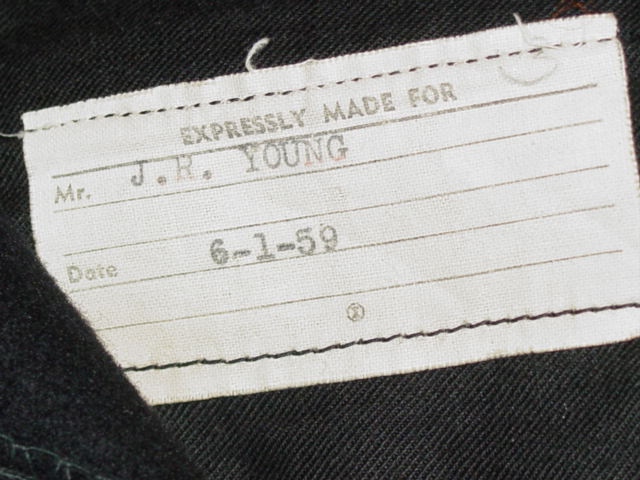 EXPRESSLY MADE FOR
Mr. J.R. YOUNG
Date 6-1-59